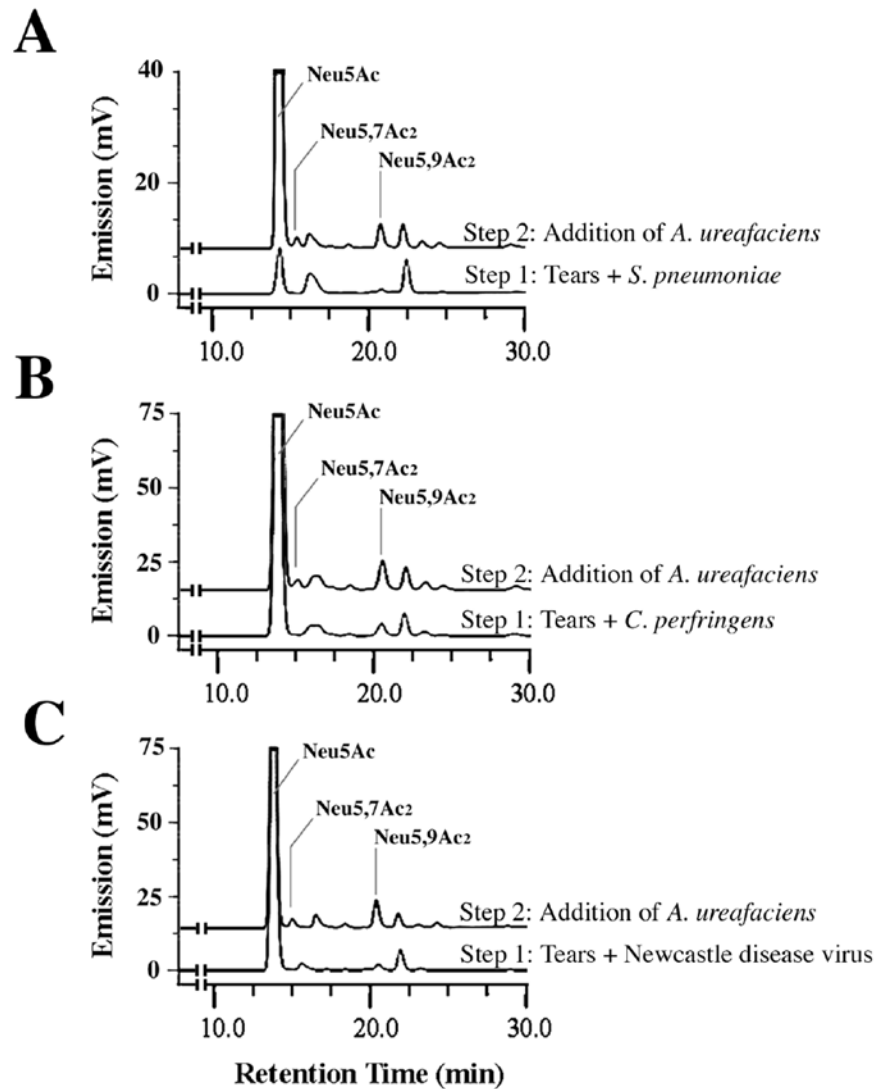 A
40
20
0
Emission (mV)
Neu5Ac
Neu5,7Ac2
Neu5,9Ac2
Step 2: Addition of A. ureafaciens
Step 1: Tears + S. pneumoniae
10.0 20.0 30.0
B
75
50
25
0
Emission (mV)
Neu5Ac
Neu5,7Ac2
Neu5,9Ac2
Step 2: Addition of A. ureafaciens
Step 1: Tears + C. perfringens
10.0 20.0 30.0
C
75
50
25
0
Emission (mV)
Neu5Ac
Neu5,7Ac2
Neu5,9Ac2
Step 2: Addition of A. ureafaciens
Step 1: Tears + Newcastle disease virus
10.0 20.0 30.0
Retention Time (min)